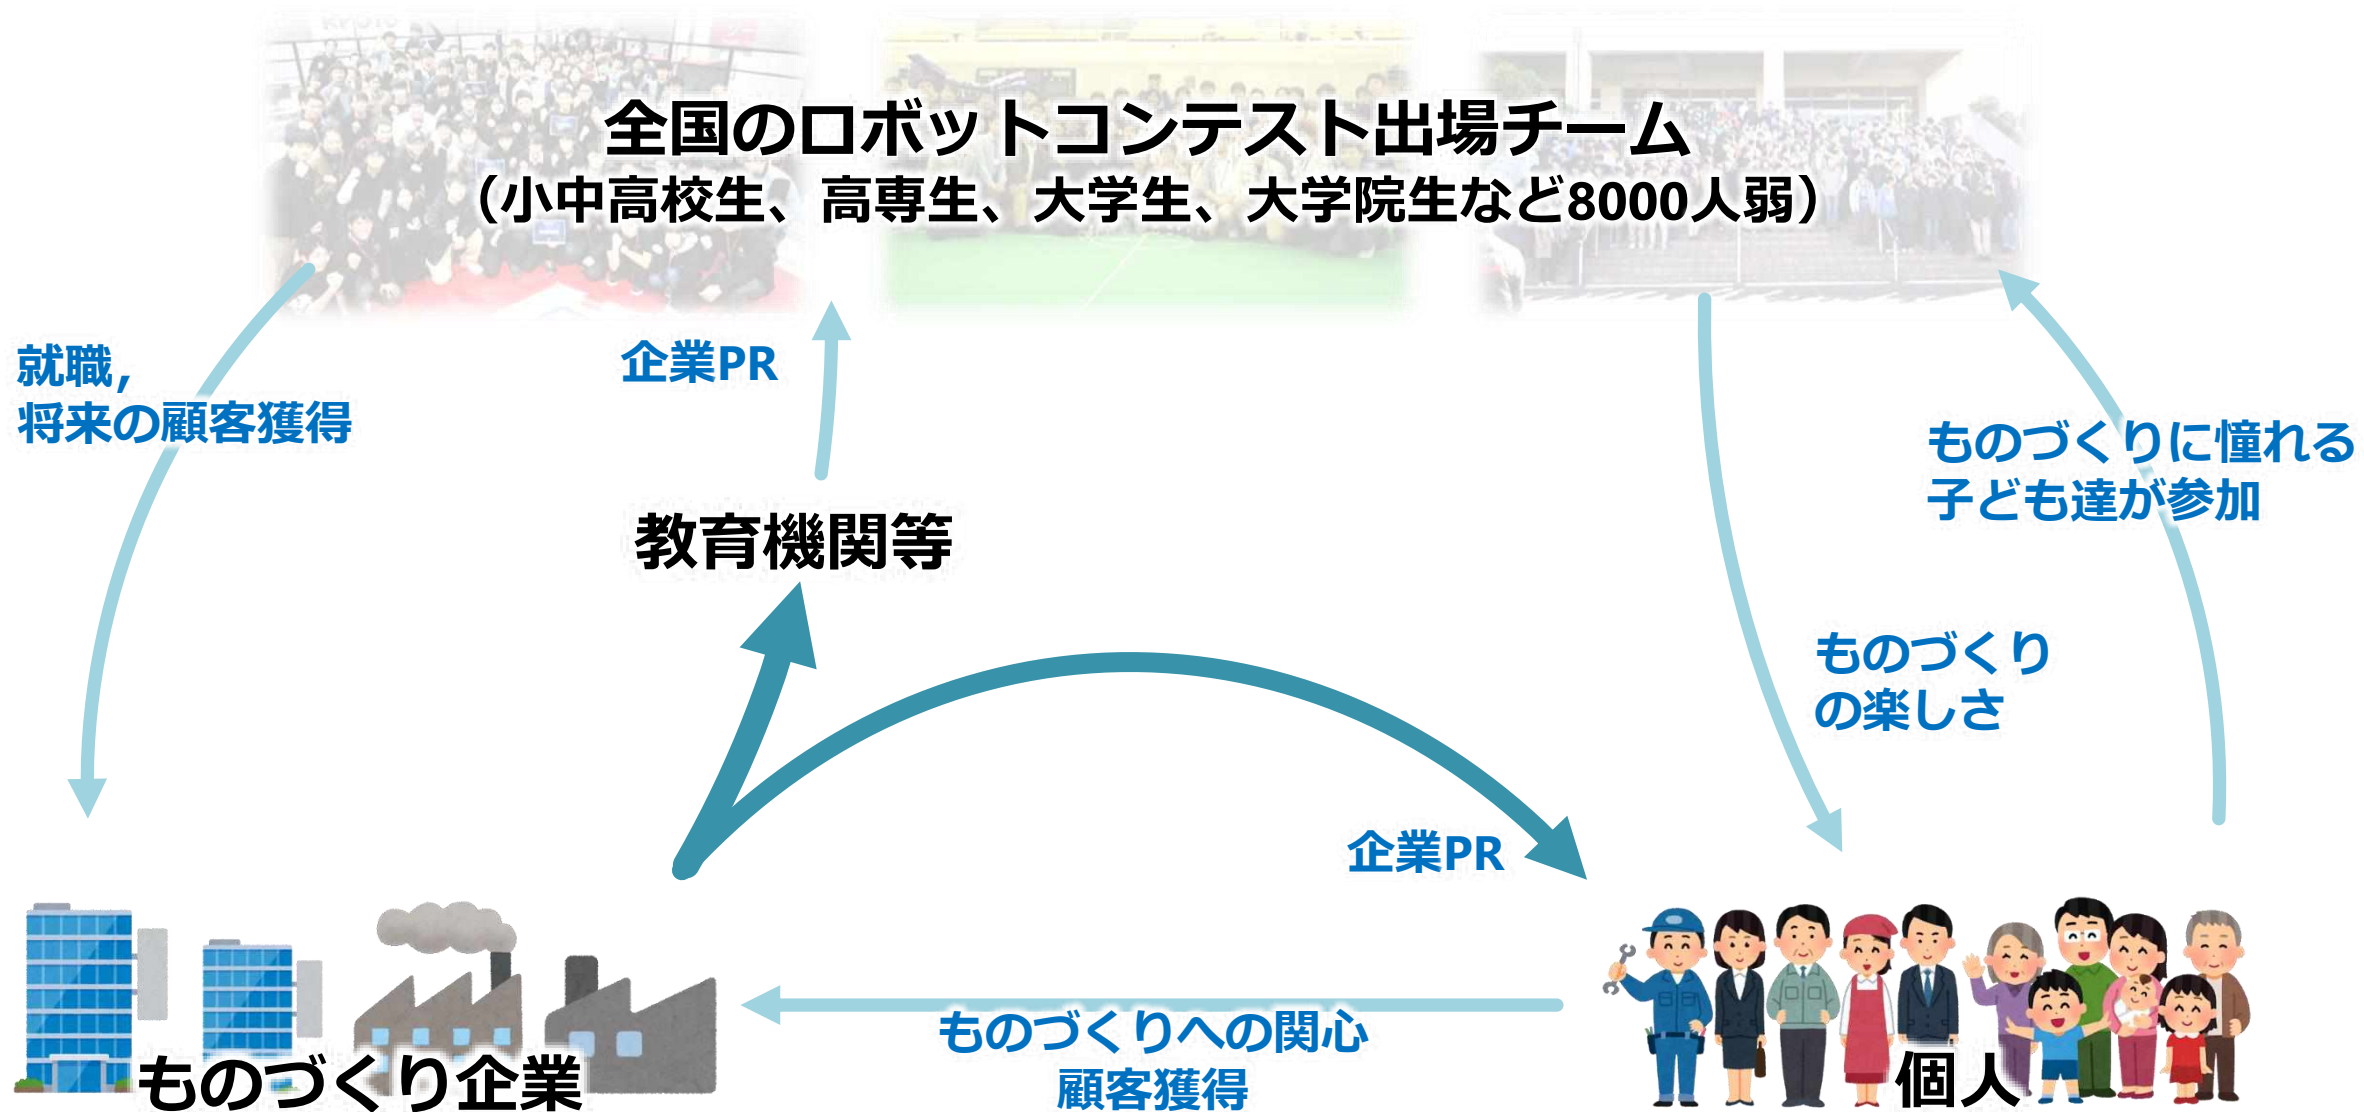 全国のロボットコンテスト出場チーム
（小中高校生、高専生、大学生、大学院生など8000人弱）
就職,
将来の顧客獲得
企業PR
ものづくりに憧れる
子ども達が参加
教育機関等
ものづくり
の楽しさ
企業PR
ものづくりへの関心
顧客獲得
ものづくり企業
個人